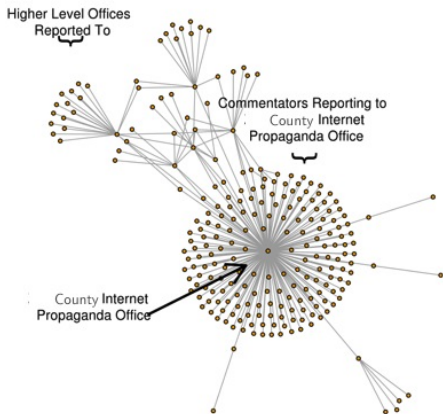 Higher Level Offices
Reported To
Commentators Reporting to
County Internet
Propaganda Office
County Internet
Propaganda Office